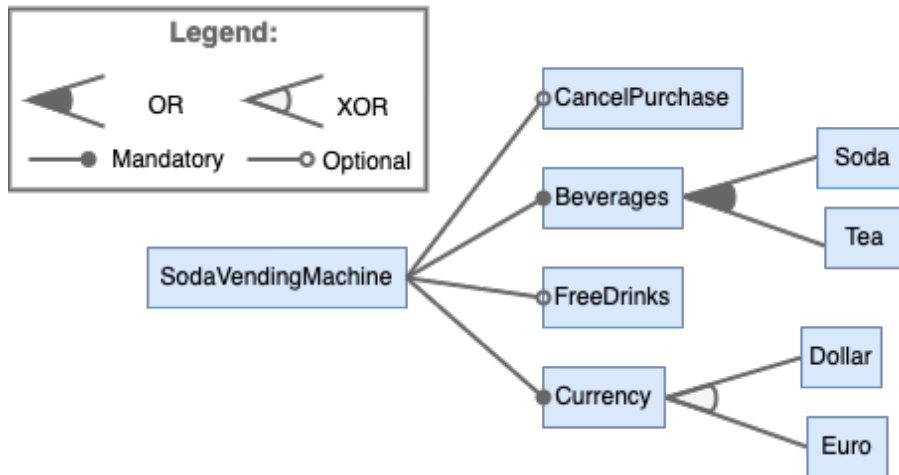 Legend:
OR
XOR
Mandatory
Optional
CancelPurchase
Soda
Beverages
Tea
SodaVendingMachine
FreeDrinks
Dollar
Currency
Euro